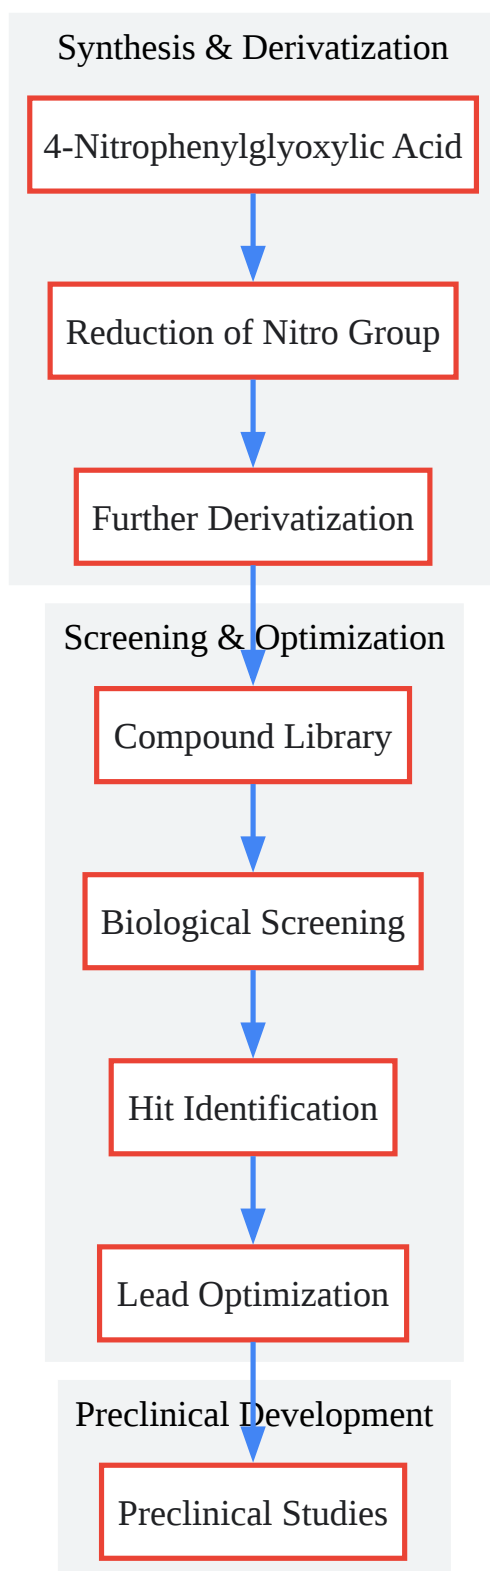 Synthesis & Derivatization
4-Nitrophenylglyoxylic Acid
Reduction of Nitro Group
Further Derivatization
Screening & Optimization
Compound Library
Biological Screening
Hit Identification
Lead Optimization
Preclinical Development
Preclinical Studies